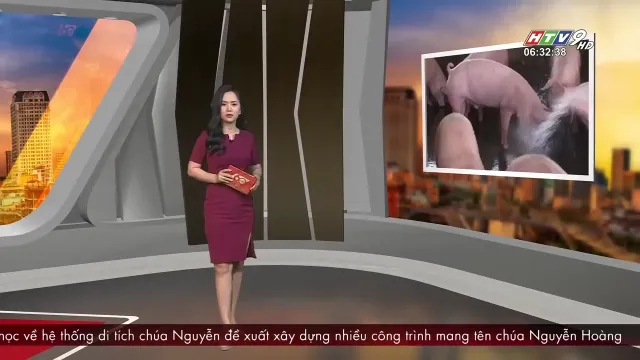 HTV9 HD
06:32:38
học về hệ thống di tích chúa Nguyễn đề xuất xây dựng nhiều công trình mang tên chúa Nguyễn Hoàng